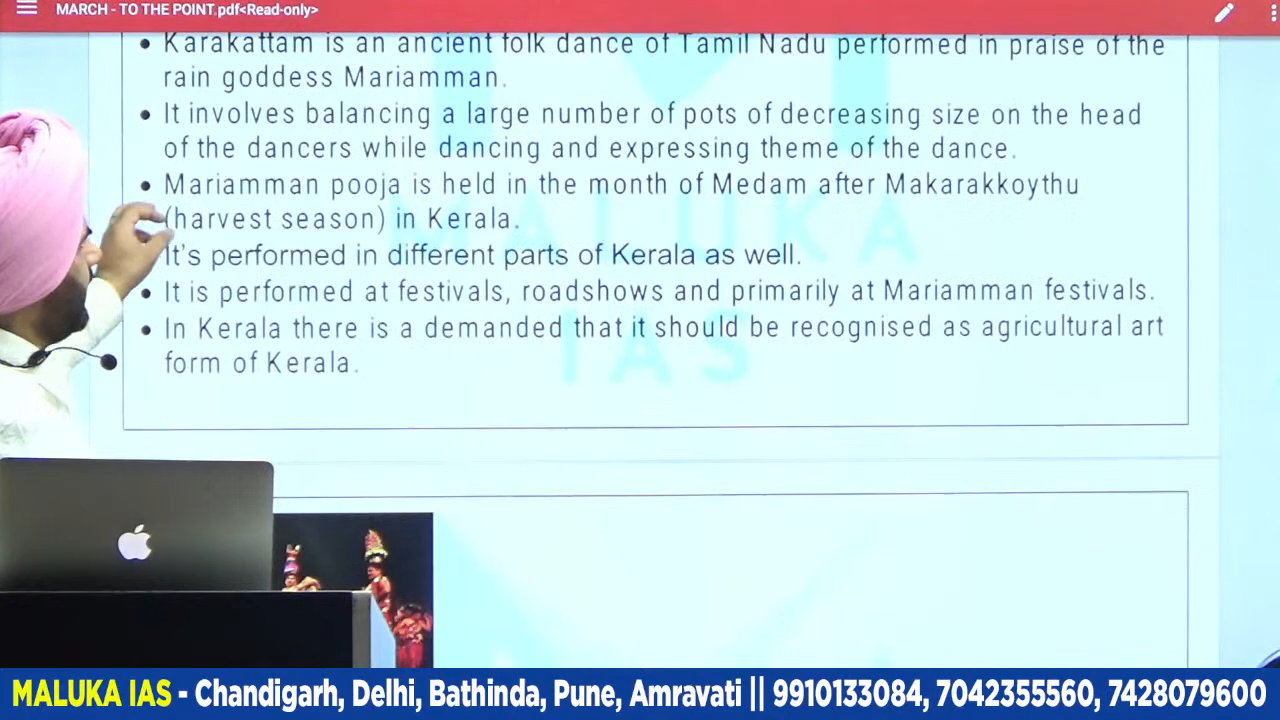 MARCH - TO THE POINT.pdf<Read-only>
Karakattam is an ancient folk dance of Tamil Nadu performed in praise of the
rain goddess Mariamman.
It involves balancing a large number of pots of decreasing size on the head
of the dancers while dancing and expressing theme of the dance.
Mariamman pooja is held in the month of Medam after Makarakkoythu
(harvest season) in Kerala.
It's performed in different parts of Kerala as well.
It is performed at festivals, roadshows and primarily at Mariamman festivals.
In Kerala there is a demanded that it should be recognised as agricultural art
form of Kerala.
MALUKA
IAS
MALUKA IAS - Chandigarh, Delhi, Bathinda, Pune, Amravati || 9910133084, 7042355560, 7428079600